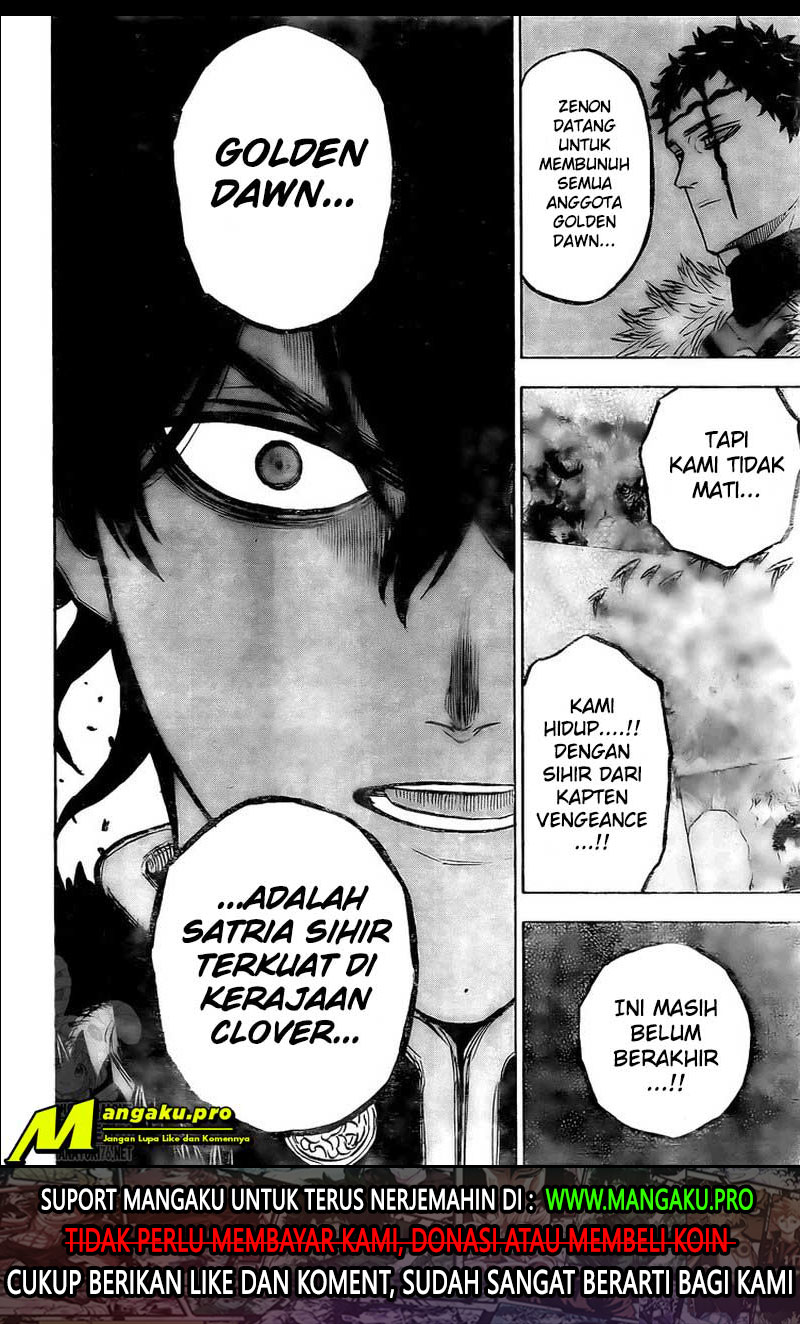 ZENON
DATANG
UNTUK
MEMBUNUH
SEMUA
ANGGOTA
GOLDEN
DAWN...
TAPI
KAMI TIDAK
MATI...
KAMI
HIDUP....!!
DENGAN
SIHIR DARI
KAPTEN
VENGEANCE
...!!
INI MASIH
BELUM
BERAKHIR
...!!
GOLDEN
DAWN...
...ADALAH
SATRIA SIHIR
TERKUAT DI
KERAJAAN
CLOVER...
Mangaku.pro
Jangan Lupa Like dan Komennya
SUPORT MANGAKU UNTUK TERUS NERJEMAHIN DI : WWW.MANGAKU.PRO
TIDAK PERLU MEMBAYAR KAMI, DONASI ATAU MEMBELI KOIN
CUKUP BERIKAN LIKE DAN KOMENT, SUDAH SANGAT BERARTI BAGI KAMI